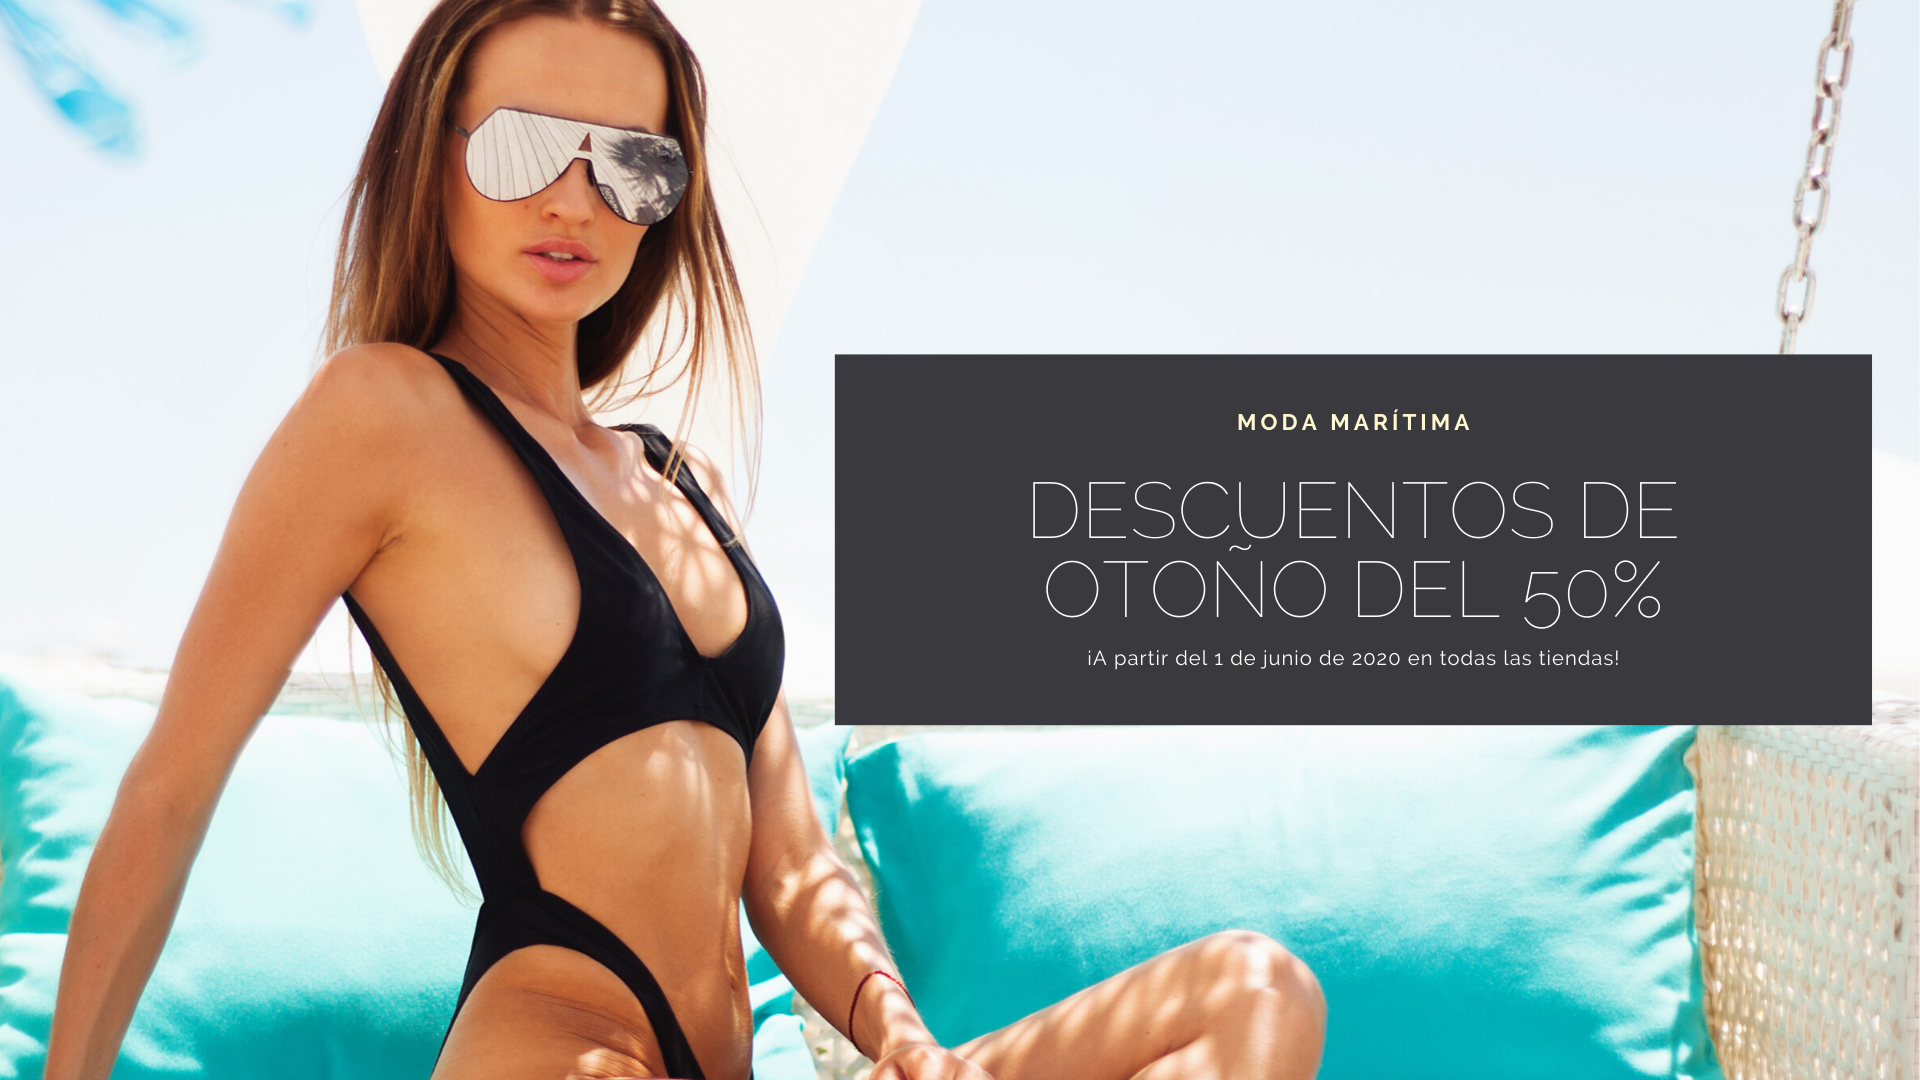 MODA MARÍTIMA
DESCUENTOS DE
OTOÑO DEL 50%
¡A partir del 1 de junio de 2020 en todas las tiendas!